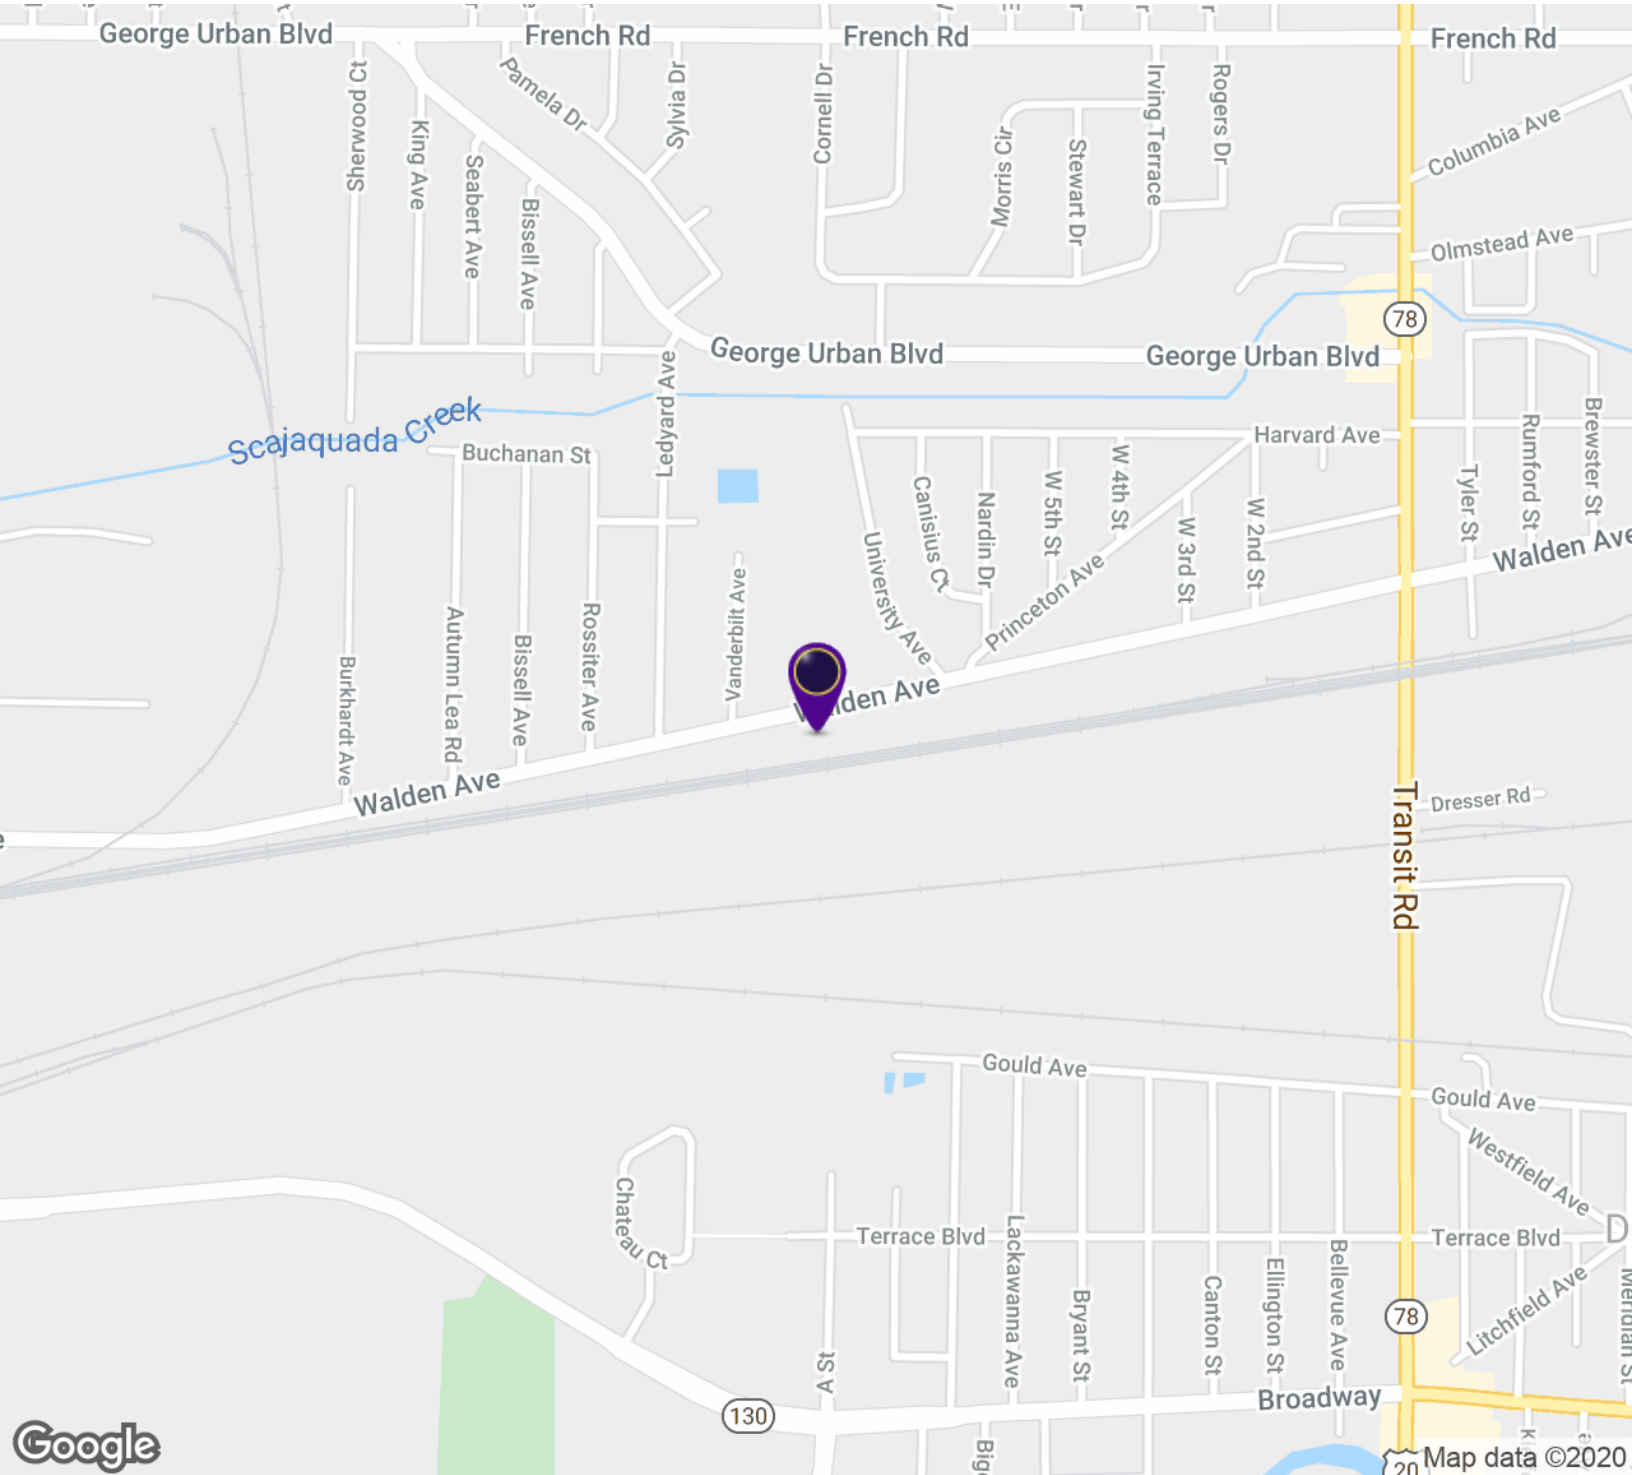 George Urban Blvd
French Rd
French Rd
French Rd
Sherwood Ct
King Ave
Seabert Ave
Bissell Ave
Pamela Dr
Sylvia Dr
Cornell Dr
Morris Cir
Stewart Dr
Irving Terrace
Rogers Dr
Columbia Ave
Olmstead Ave
78
George Urban Blvd
George Urban Blvd
Scajaquada Creek
Ledyard Ave
Buchanan St
Harvard Ave
Canisius Ct
Nardin Dr
W 5th St
W 4th St
W 3rd St
W 2nd St
Tyler St
Rumford St
Brewster St
Walden Ave
University Ave
Princeton Ave
Vanderbilt Ave
Rossiter Ave
Bissell Ave
Autumn Lea Rd
Burkhardt Ave
Walden Ave
Walden Ave
Transit Rd
Dresser Rd
Gould Ave
Gould Ave
Westfield Ave
Chateau Ct
Terrace Blvd
Terrace Blvd
D
Lackawanna Ave
Bryant St
Canton St
Ellington St
Bellevue Ave
Litchfield Ave
Meridian St
78
A St
130
Broadway
Bigg
20
Google
Map data ©2020